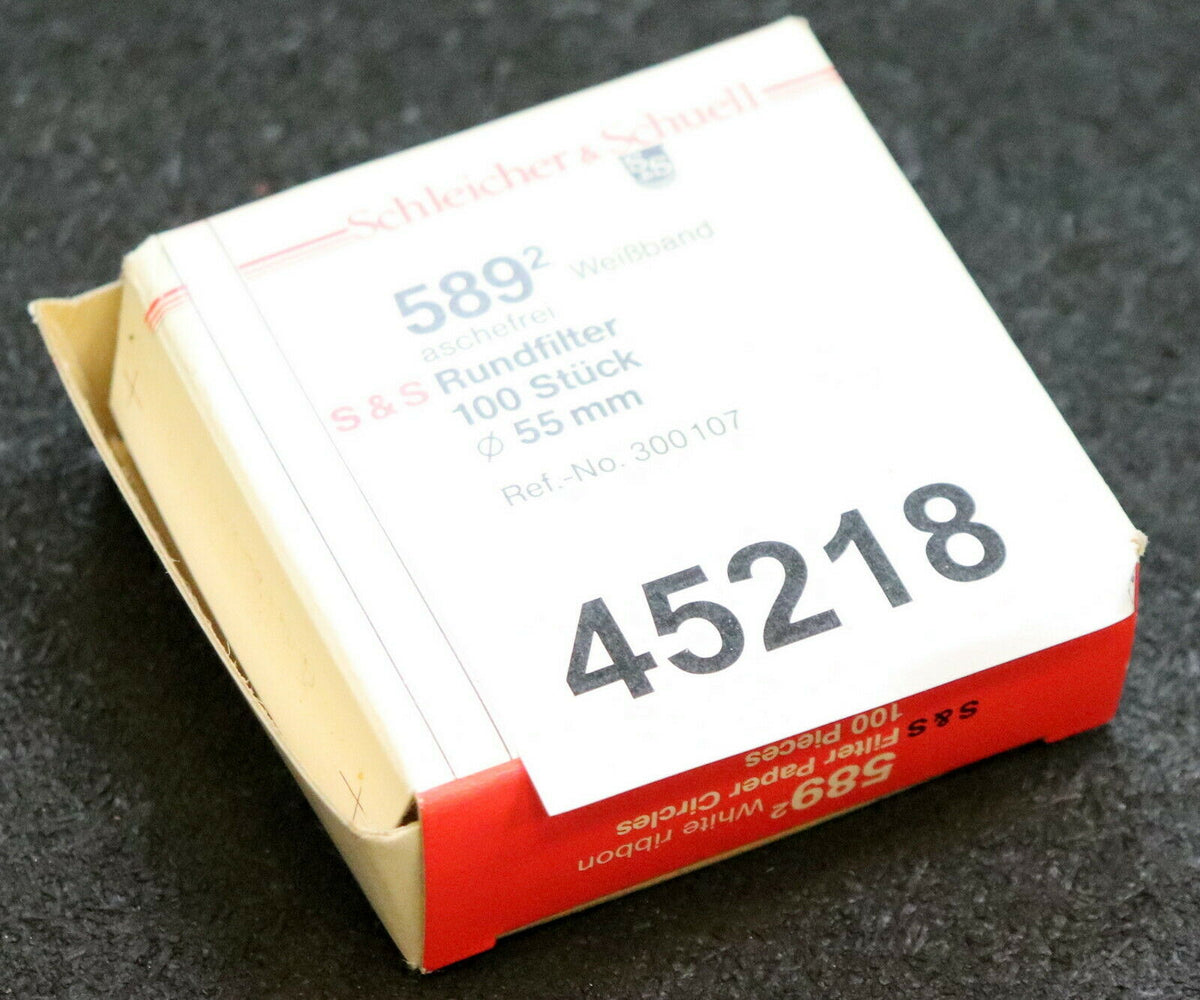 Schleicher & Schuell
S&S
589² Weißband
aschefrei
S & S Rundfilter
100 Stück
Ø 55 mm
Ref.-No. 300107
45218
S & S
589² White ribbon
Filter Paper Circles
100 Pieces